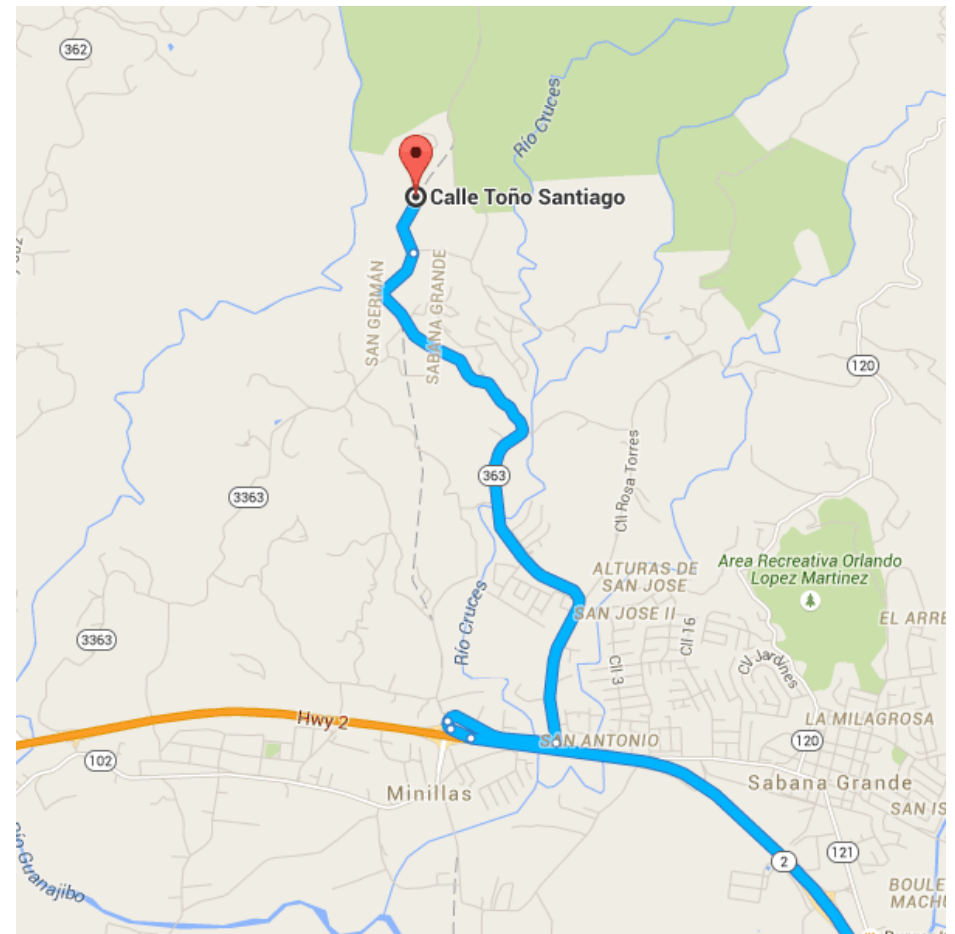 362
Río Cruces
Calle Toño Santiago
SAN GERMÁN
SABANA GRANDE
120
Cll Rosa Torres
363
3363
ALTURAS DE
SAN JOSE
Area Recreativa Orlando
Lopez Martinez
SAN JOSE II
EL ARRE
Río Cruces
Cll 16
3363
Cll 3
CV Jardines
Hwy 2
LA MILAGROSA
SAN ANTONIO
120
102
Sabana Grande
Minillas
SAN IS
Río Guanajibo
2
121
BOULE
MACHU